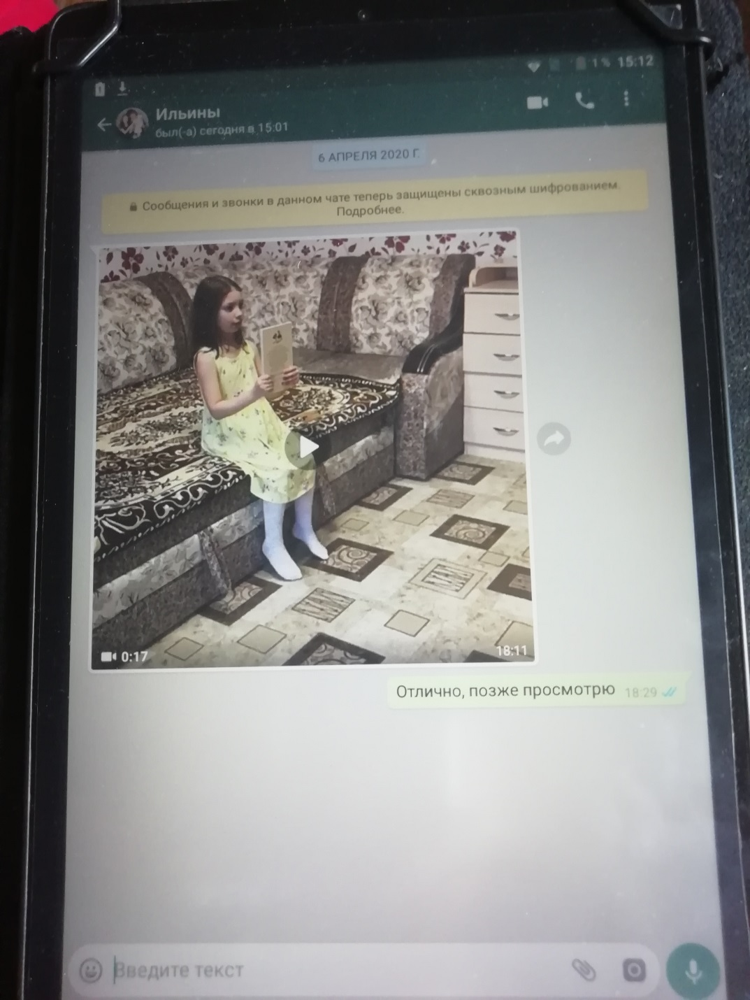 1% 15:12
Ильины
был(-а) сегодня в 15:01
6 АПРЕЛЯ 2020 Г.
Сообщения и звонки в данном чате теперь защищены сквозным шифрованием.
Подробнее.
0:17
18:11
Отлично, позже просмотрю 18:29
Введите текст